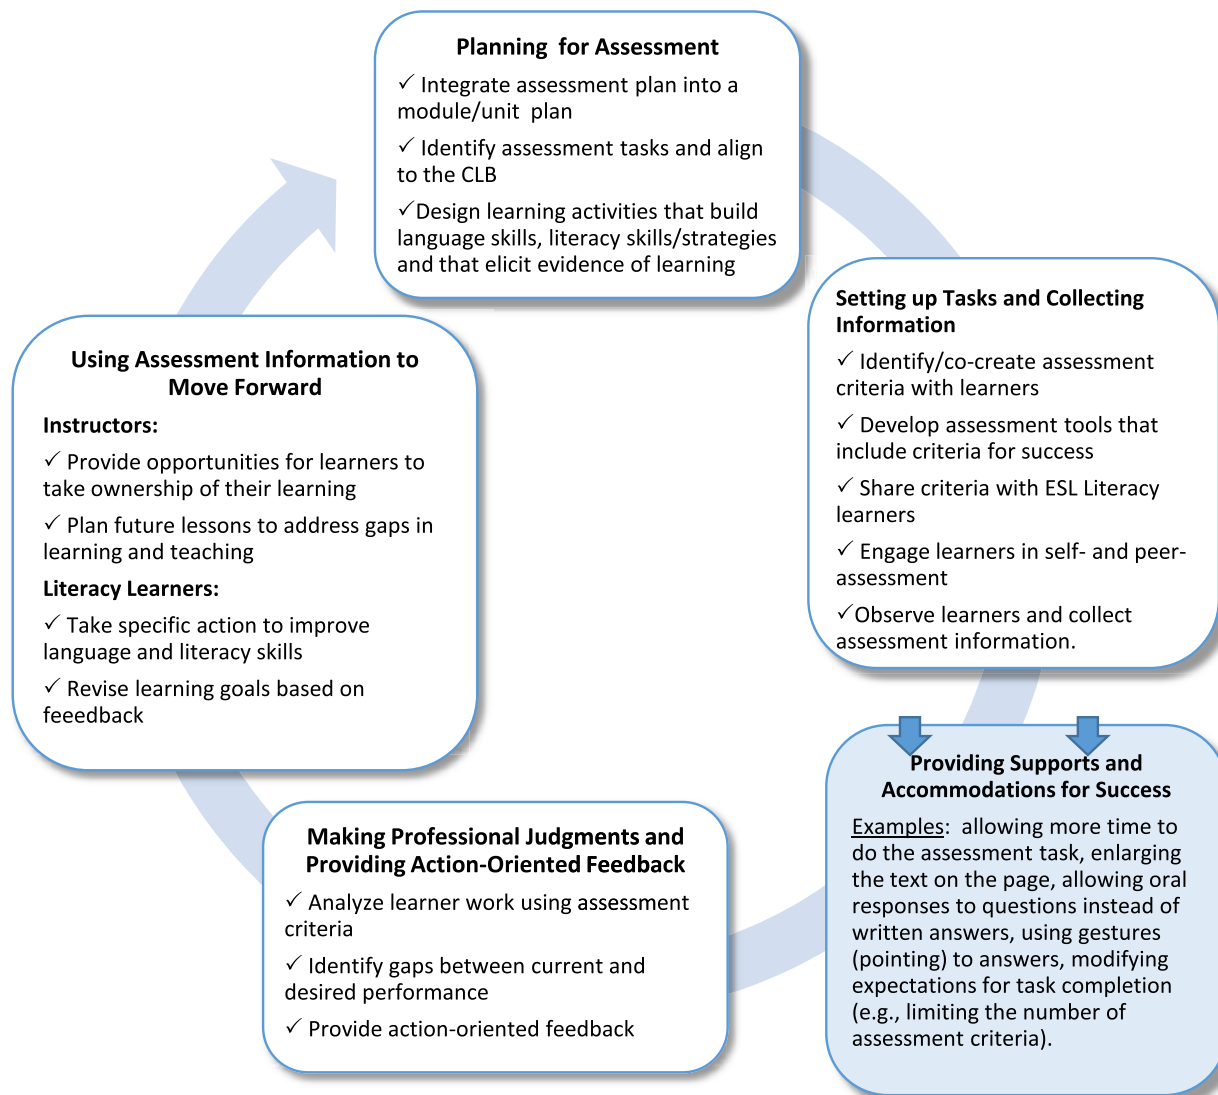 Planning  for Assessment
✓ Integrate assessment plan into a
module/unit  plan
✓ Identify assessment tasks and align
to the CLB
✓Design learning activities that build
language skills, literacy skills/strategies
and that elicit evidence of learning
Setting up Tasks and Collecting
Information
✓ Identify/co-create assessment
criteria with learners
✓ Develop assessment tools that
include criteria for success
✓ Share criteria with ESL Literacy
learners
✓ Engage learners in self- and peer-
assessment
✓Observe learners and collect
assessment information.
Providing Supports and
Accommodations for Success
Examples:  allowing more time to
do the assessment task, enlarging
the text on the page, allowing oral
responses to questions instead of
written answers, using gestures
(pointing) to answers, modifying
expectations for task completion
(e.g., limiting the number of
assessment criteria).
Making Professional Judgments and
Providing Action-Oriented Feedback
✓ Analyze learner work using assessment
criteria
✓ Identify gaps between current and
desired performance
✓ Provide action-oriented feedback
Using Assessment Information to
Move Forward
Instructors:
✓ Provide opportunities for learners to
take ownership of their learning
✓ Plan future lessons to address gaps in
learning and teaching
Literacy Learners:
✓ Take specific action to improve
language and literacy skills
✓ Revise learning goals based on
feeedback